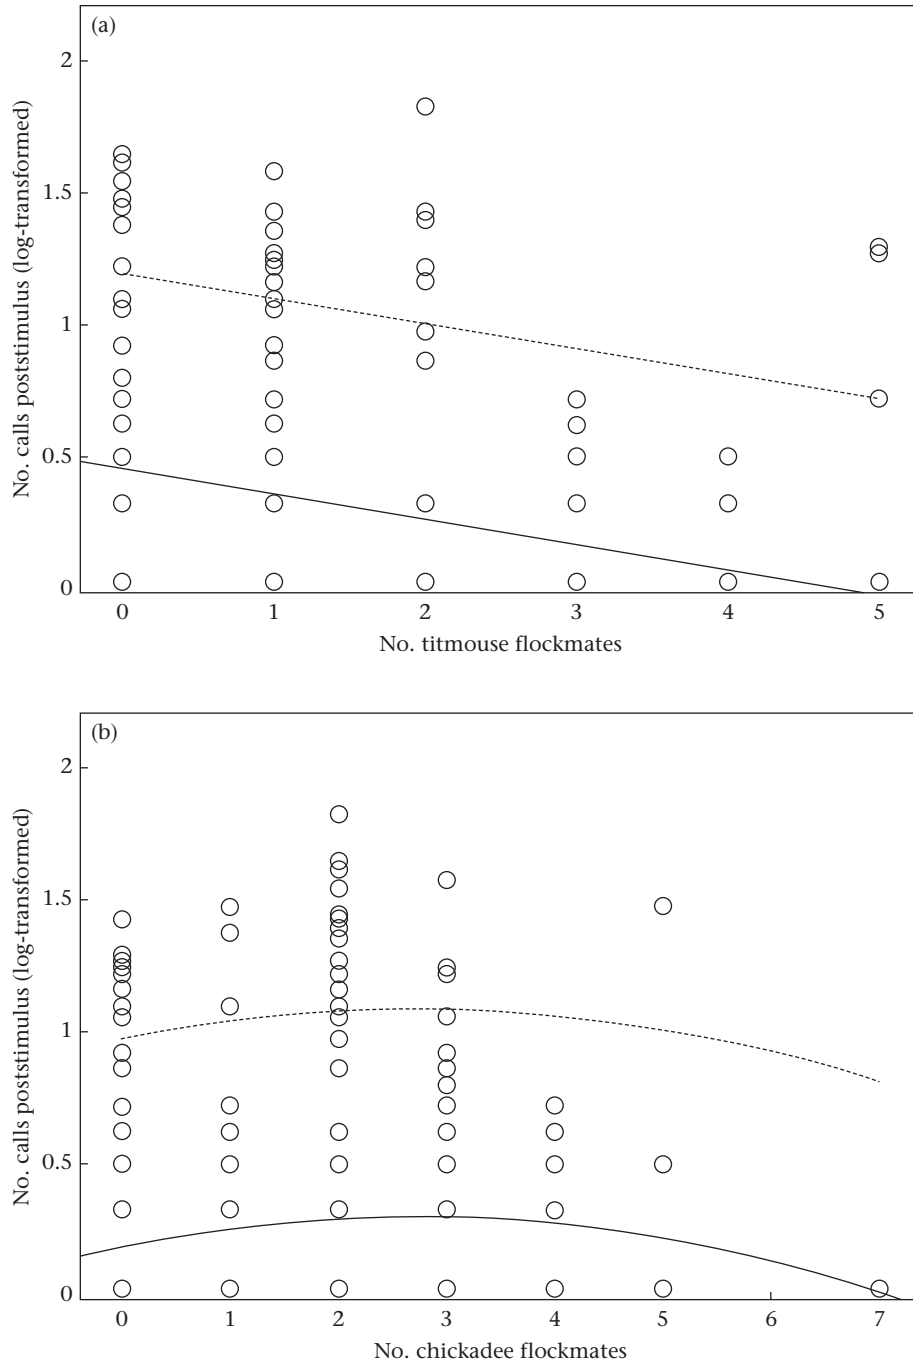 (a)
2
1.5
1
0.5
0
No. calls poststimulus (log-transformed)
0 1 2 3 4 5
No. titmouse flockmates
(b)
2
1.5
1
0.5
0
No. calls poststimulus (log-transformed)
0 1 2 3 4 5 6 7
No. chickadee flockmates